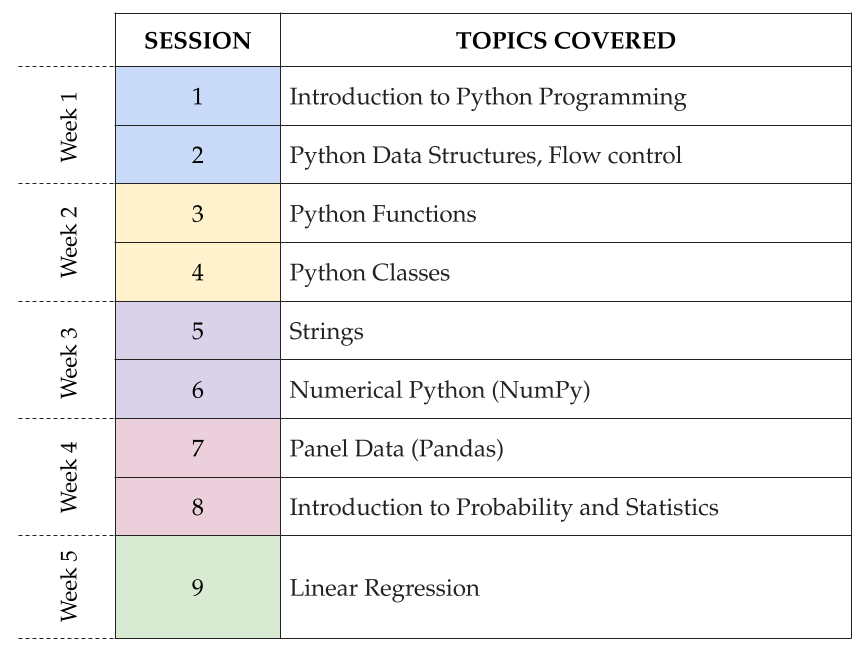 SESSION TOPICS COVERED
Week 1
1 Introduction to Python Programming
2 Python Data Structures, Flow control
Week 2
3 Python Functions
4 Python Classes
Week 3
5 Strings
6 Numerical Python (NumPy)
Week 4
7 Panel Data (Pandas)
8 Introduction to Probability and Statistics
Week 5
9 Linear Regression